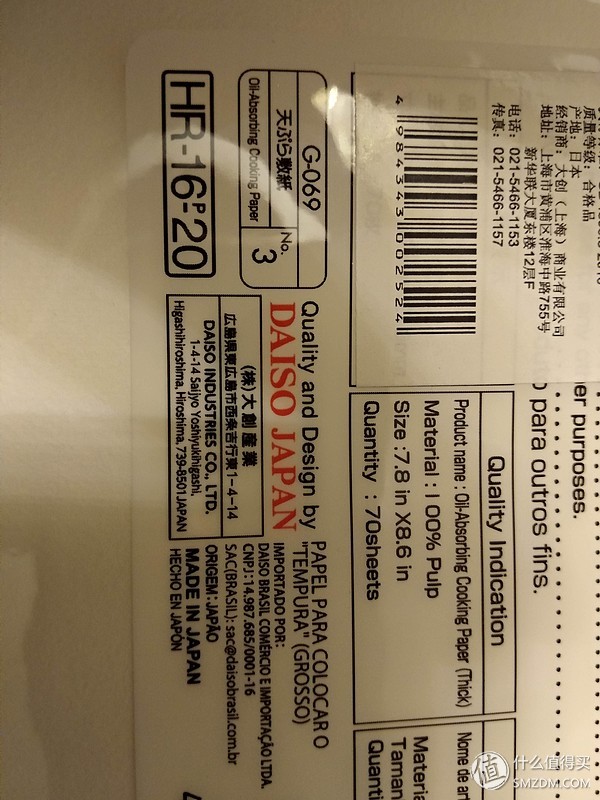 质量等级：合格品
产地：日本
经销商：大创（上海）商业有限公司
地址：上海市黄浦区淮海中路755号
新华联大厦东楼12层F
电话：021-5466-1153
传真：021-5466-1157
4 984343 002524
er purposes.
para outros fins.
Quality Indication
Product name : Oil-Absorbing Cooking Paper (Thick)
Material : 100% Pulp
Size : 7.8 in X8.6 in
Quantity : 70sheets
Nome de ar
Materia
Taman
Quanti
G-069
天ぷら敷紙
Oil-Absorbing Cooking Paper
No.
3
HR-16P-20
Quality and Design by
DAISO JAPAN
(株)大創産業
広島県東広島市西条吉行東1-4-14
DAISO INDUSTRIES CO., LTD.
1-4-14 Saijyo Yoshiyukihigashi,
Higashihiroshima, Hiroshima, 739-8501 JAPAN
PAPEL PARA COLOCAR O
"TEMPURA" (GROSSO)
IMPORTADO POR:
DAISO BRASIL COMÉRCIO E IMPORTAÇÃO LTDA.
CNPJ:14.987.685/0001-16
SAC(BRASIL): sac@daisobrasil.com.br
ORIGEM:JAPÃO
MADE IN JAPAN
HECHO EN JAPÓN
值 什么值得买
SMZDM.COM